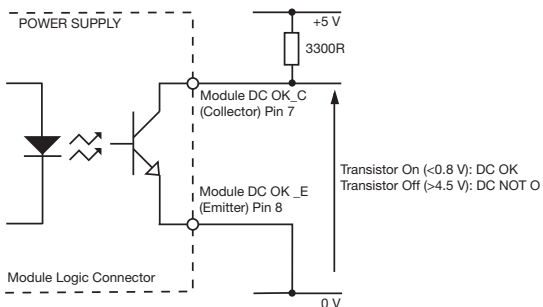 POWER SUPPLY
+5 V
3300R
Module DC OK_C
(Collector) Pin 7
Transistor On (<0.8 V): DC OK
Transistor Off (>4.5 V): DC NOT O
Module DC OK _E
(Emitter) Pin 8
Module Logic Connector
0 V